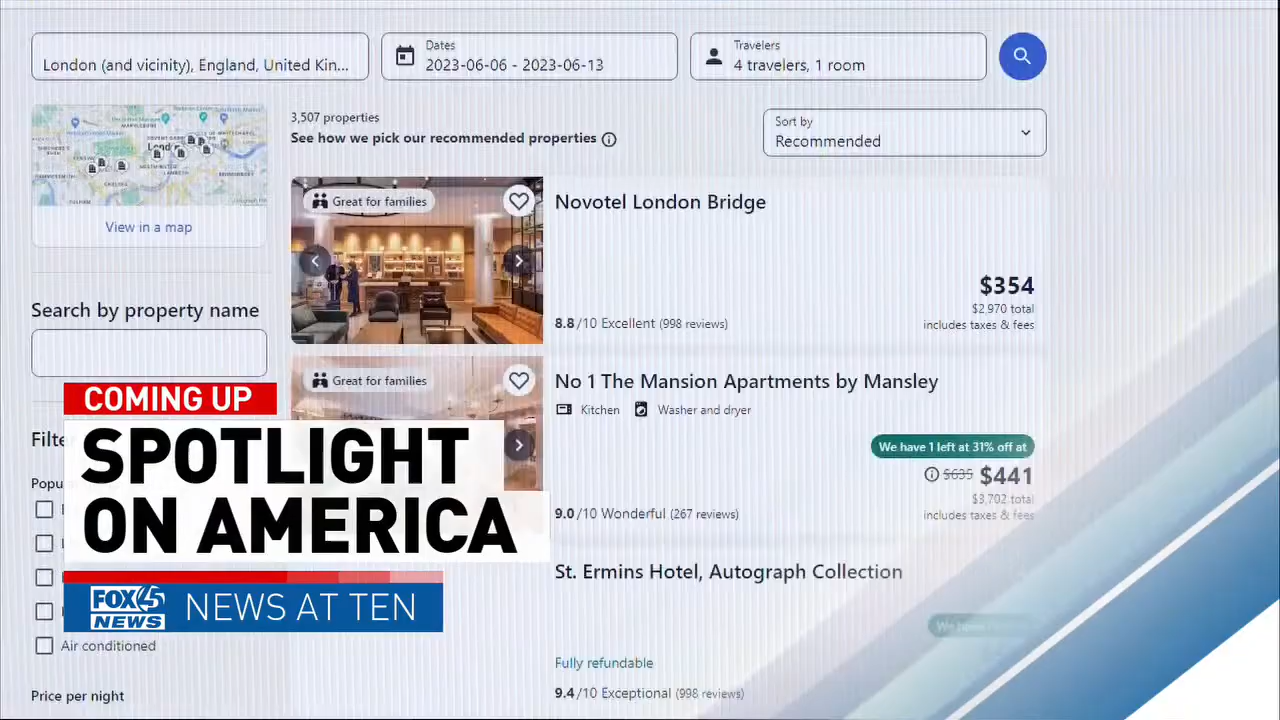 London (and vicinity), England, United Kin...
Dates
2023-06-06 - 2023-06-13
Travelers
4 travelers, 1 room
3,507 properties
See how we pick our recommended properties
Sort by
Recommended
View in a map
Great for families
Novotel London Bridge
$354
$2,970 total
includes taxes & fees
8.8/10 Excellent (998 reviews)
Search by property name
Great for families
No 1 The Mansion Apartments by Mansley
Kitchen
Washer and dryer
We have 1 left at 31% off at
$635 $441
$3,702 total
includes taxes & fees
9.0/10 Wonderful (267 reviews)
COMING UP
SPOTLIGHT
ON AMERICA
FOX45
NEWS
NEWS AT TEN
St. Ermins Hotel, Autograph Collection
Fully refundable
9.4/10 Exceptional (998 reviews)
Air conditioned
Price per night